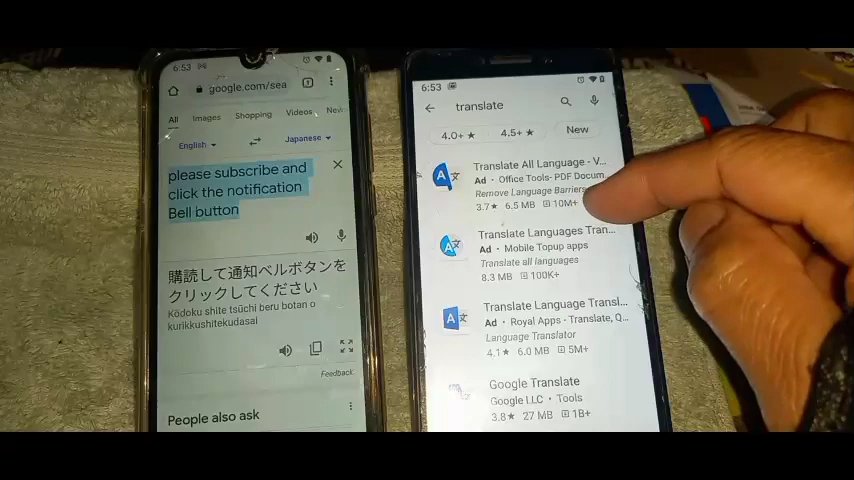 6:53
google.com/sea
All Images Shopping Videos New
English Japanese
please subscribe and
click the notification
Bell button
購読して通知ベルボタンを
クリックしてください
Kōdoku shite tsūchi beru botan o
kurikkushitekudasai
Feedback
People also ask
6:53
translate
4.0+ ★ 4.5+ ★ New
Translate All Language - V...
Ad • Office Tools- PDF Docum...
Remove Language Barriers
3.7★ 6.5 MB 10M+
Translate Languages Tran...
Ad • Mobile Topup apps
Translate all languages
8.3 MB 100K+
Translate Language Transl...
Ad • Royal Apps - Translate, Q...
Language Translator
4.1★ 6.0 MB 5M+
Google Translate
Google LLC • Tools
3.8★ 27 MB 1B+